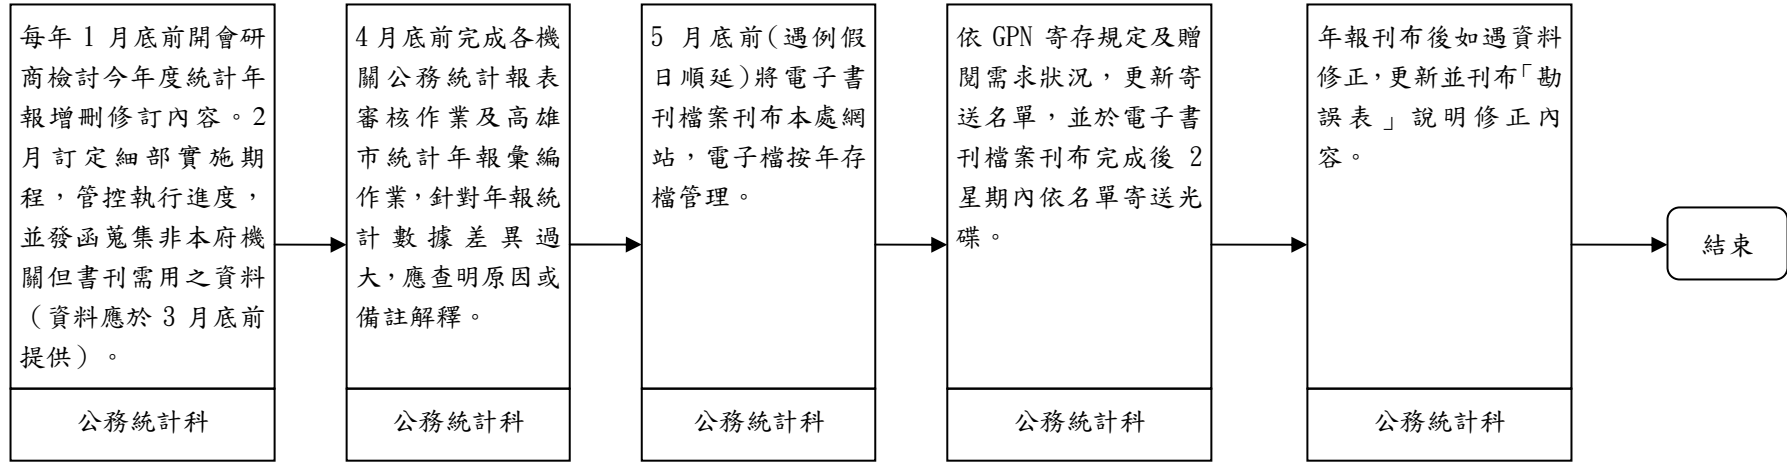 每年 1 月底前開會研
商檢討今年度統計年
報增刪修訂內容。2
月訂定細部實施期
程，管控執行進度，
並發函蒐集非本府機
關但書刊需用之資料
（資料應於 3 月底前
提供）。
公務統計科
4 月底前完成各機
關公務統計報表
審核作業及高雄
市統計年報彙編
作業，針對年報統
計數據差異過
大，應查明原因或
備註解釋。
公務統計科
5 月底前(遇例假
日順延)將電子書
刊檔案刊布本處網
站，電子檔按年存
檔管理。
公務統計科
依 GPN 寄存規定及贈
閱需求狀況，更新寄
送名單，並於電子書
刊檔案刊布完成後 2
星期內依名單寄送光
碟。
公務統計科
年報刊布後如遇資料
修正，更新並刊布「勘
誤表」說明修正內
容。
公務統計科
結束